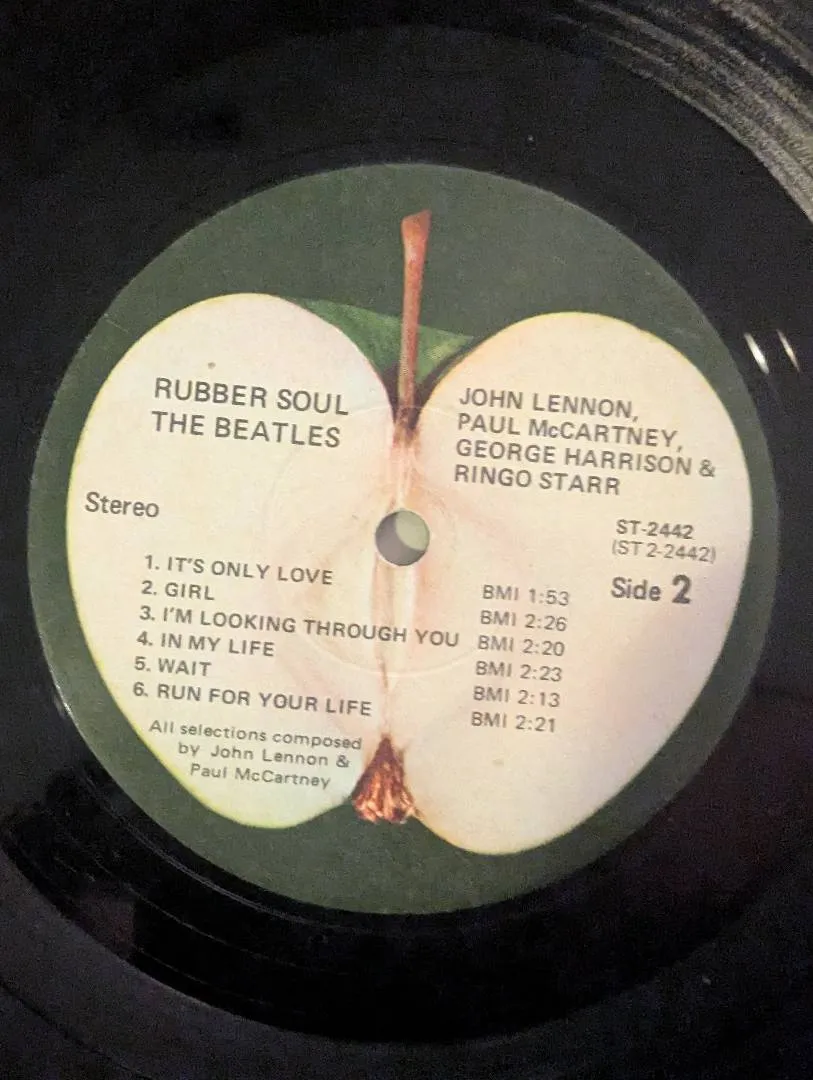 RUBBER SOUL
THE BEATLES
JOHN LENNON,
PAUL McCARTNEY,
GEORGE HARRISON &
RINGO STARR
Stereo
ST-2442
(ST 2-2442)
Side 2
1. IT'S ONLY LOVE BMI 1:53
2. GIRL BMI 2:26
3. I'M LOOKING THROUGH YOU BMI 2:20
4. IN MY LIFE BMI 2:23
5. WAIT BMI 2:13
6. RUN FOR YOUR LIFE BMI 2:21
All selections composed
by John Lennon &
Paul McCartney